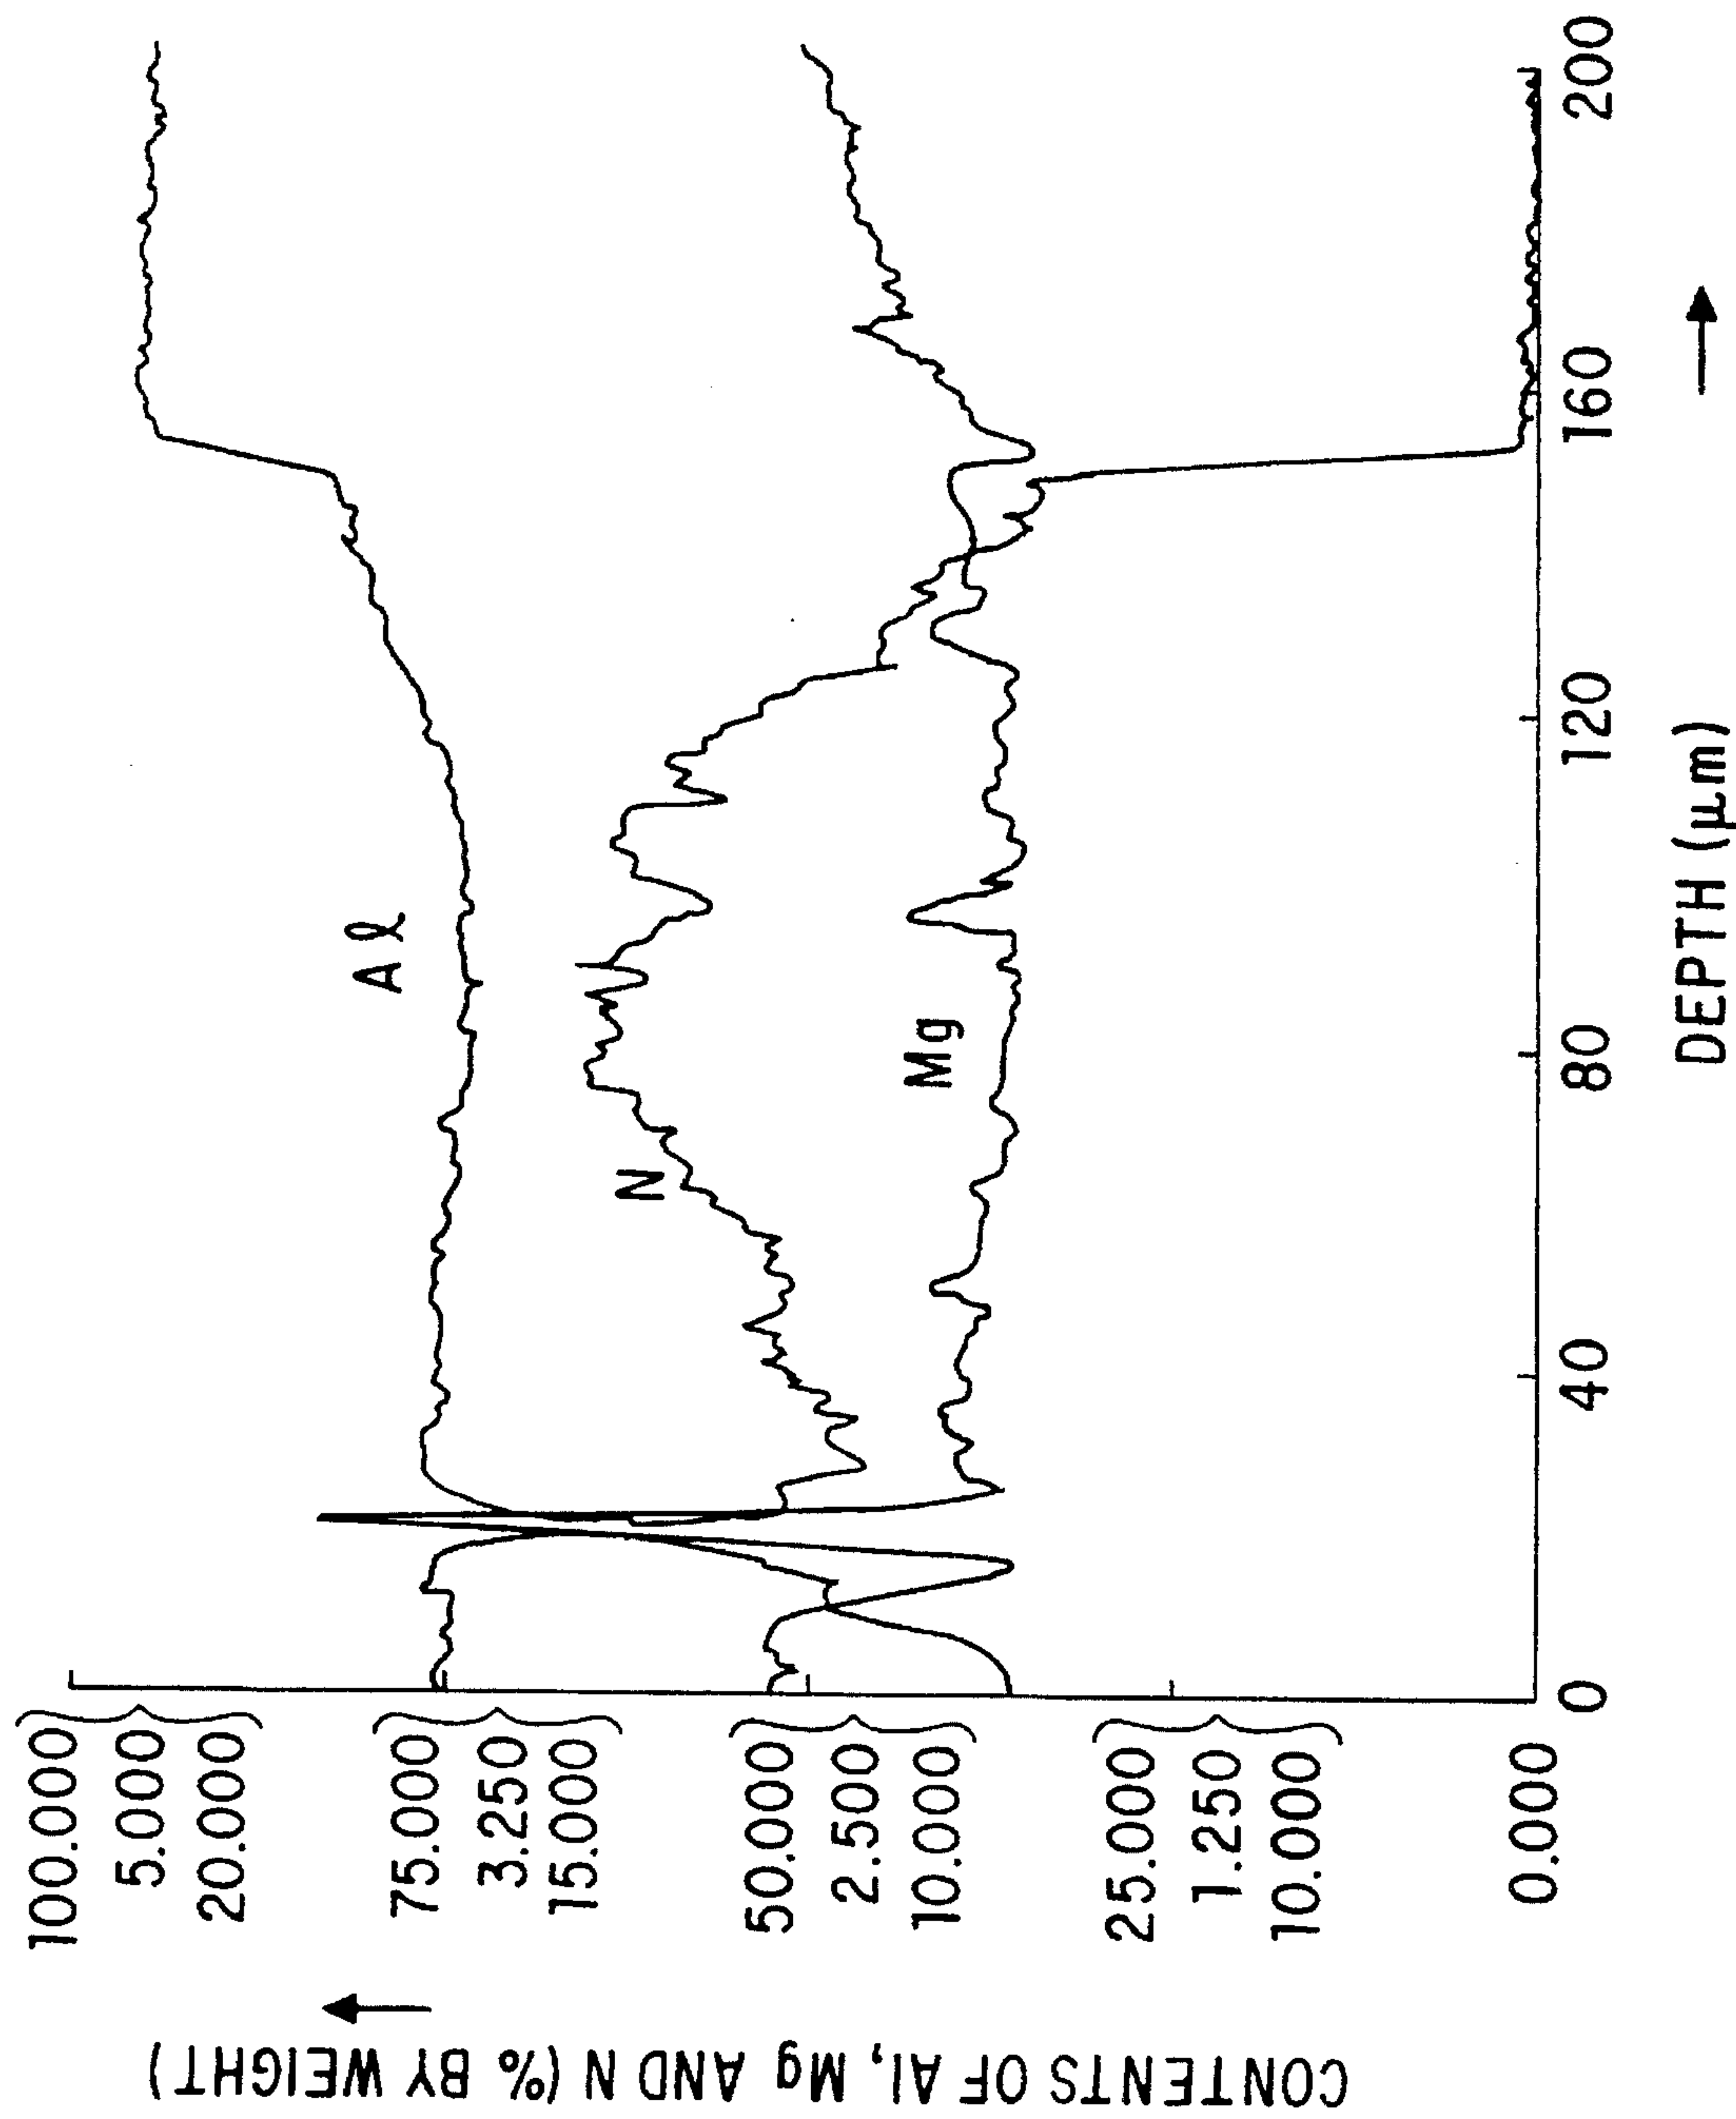 CONTENTS OF Al, Mg AND N (% BY WEIGHT)
100.000
5.000
20.000
75.000
3.250
15.000
50.000
2.500
10.000
25.000
1.250
10.000
0.000
Al
N
Mg
0 40 80 120 160 200
DEPTH (μm)